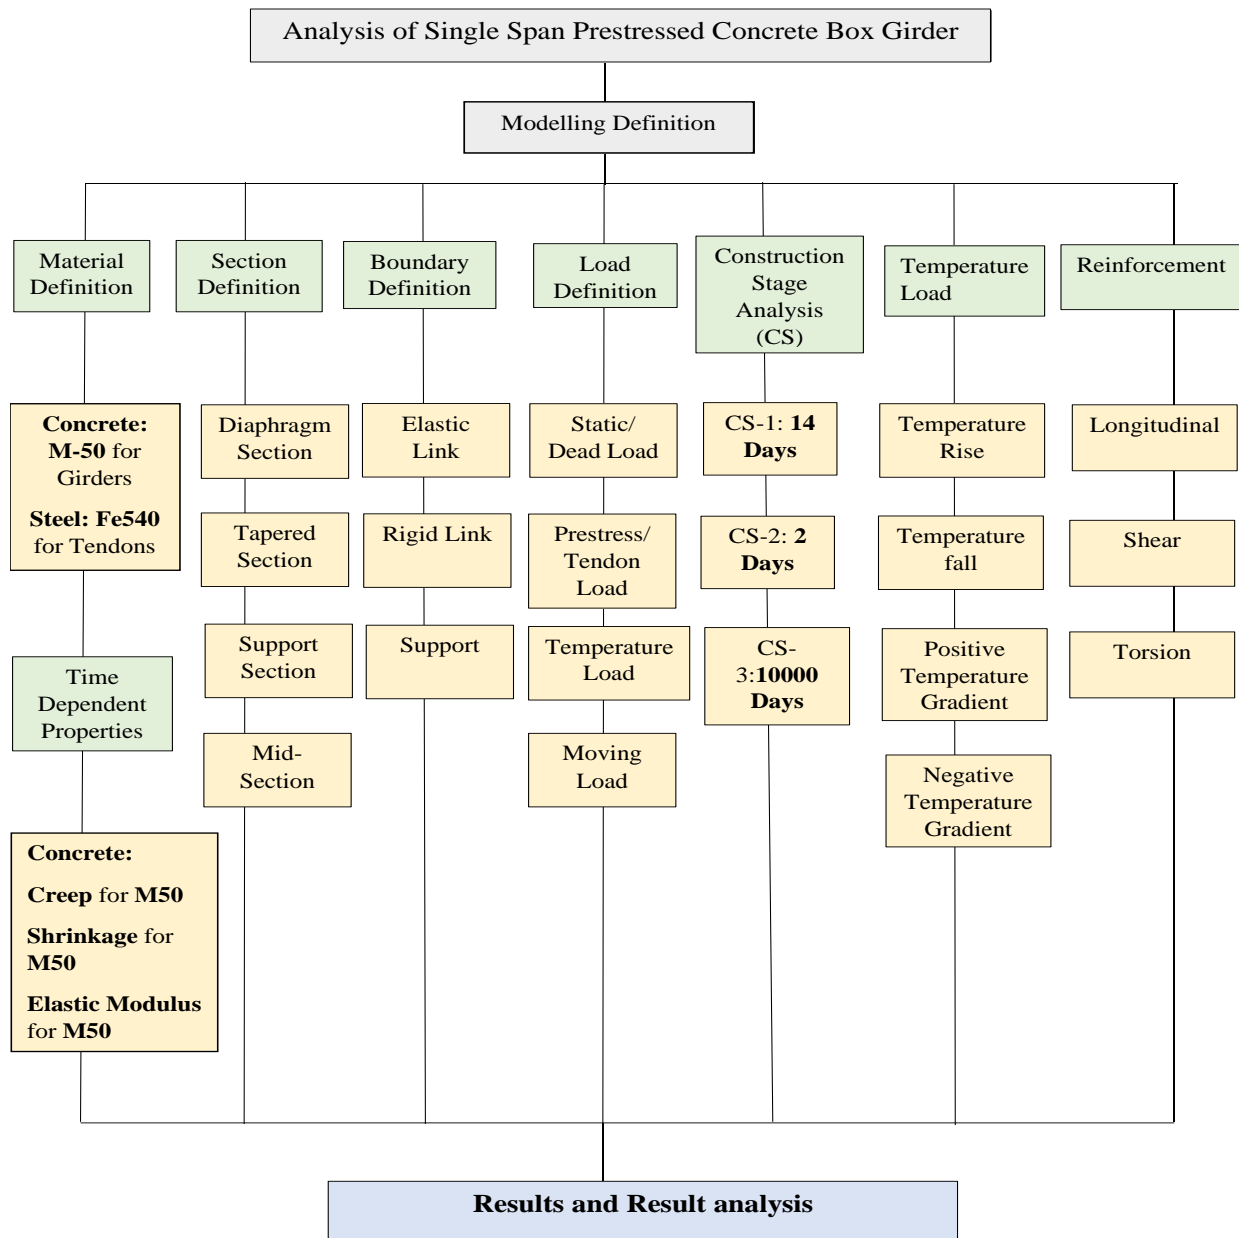 Analysis of Single Span Prestressed Concrete Box Girder
Modelling Definition
Material
Definition
Section
Definition
Boundary
Definition
Load
Definition
Construction
Stage
Analysis
(CS)
Temperature
Load
Reinforcement
Concrete:
M-50 for
Girders
Steel: Fe540
for Tendons
Diaphragm
Section
Elastic
Link
Static/
Dead Load
CS-1: 14
Days
Temperature
Rise
Longitudinal
Tapered
Section
Rigid Link
Prestress/
Tendon
Load
CS-2: 2
Days
Temperature
fall
Shear
Time
Dependent
Properties
Support
Section
Support
Temperature
Load
CS-
3:10000
Days
Positive
Temperature
Gradient
Torsion
Mid-
Section
Moving
Load
Negative
Temperature
Gradient
Concrete:
Creep for M50
Shrinkage for
M50
Elastic Modulus
for M50
Results and Result analysis